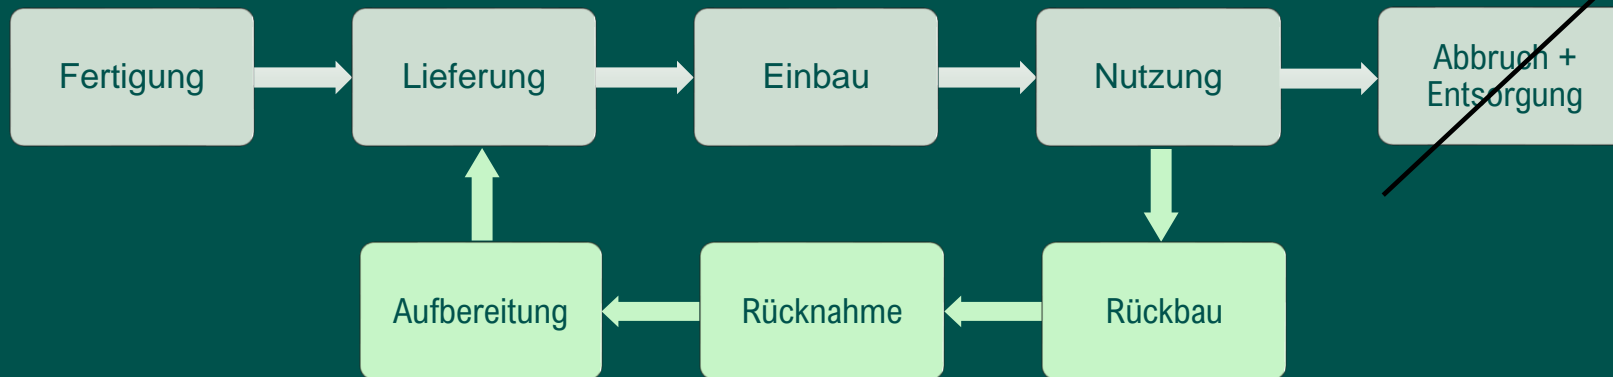 Fertigung
Lieferung
Einbau
Nutzung
Abbruch +
Entsorgung
Aufbereitung
Rücknahme
Rückbau